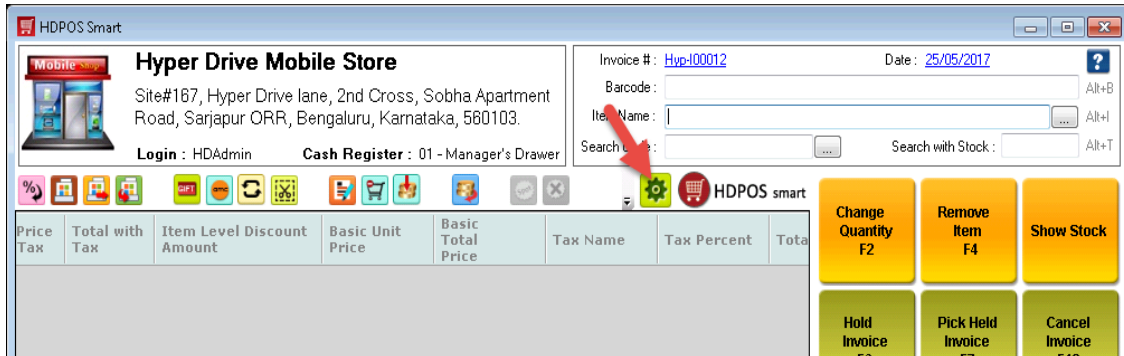 HDPOS Smart
Mobile Shop
Hyper Drive Mobile Store
Site#167, Hyper Drive lane, 2nd Cross, Sobha Apartment
Road, Sarjapur ORR, Bengaluru, Karnataka, 560103.
Login : HDAdmin Cash Register : 01 - Manager's Drawer
Invoice # : Hyp-I00012 Date : 25/05/2017 ?
Barcode : Alt+B
Item Name : ... Alt+I
Search : ... Search with Stock : Alt+T
% GIFT amc HDPOS smart
Price Tax
Total with Tax
Item Level Discount Amount
Basic Unit Price
Basic Total Price
Tax Name
Tax Percent
Tota
Change Quantity F2
Remove Item F4
Show Stock
Hold Invoice
Pick Held Invoice
Cancel Invoice